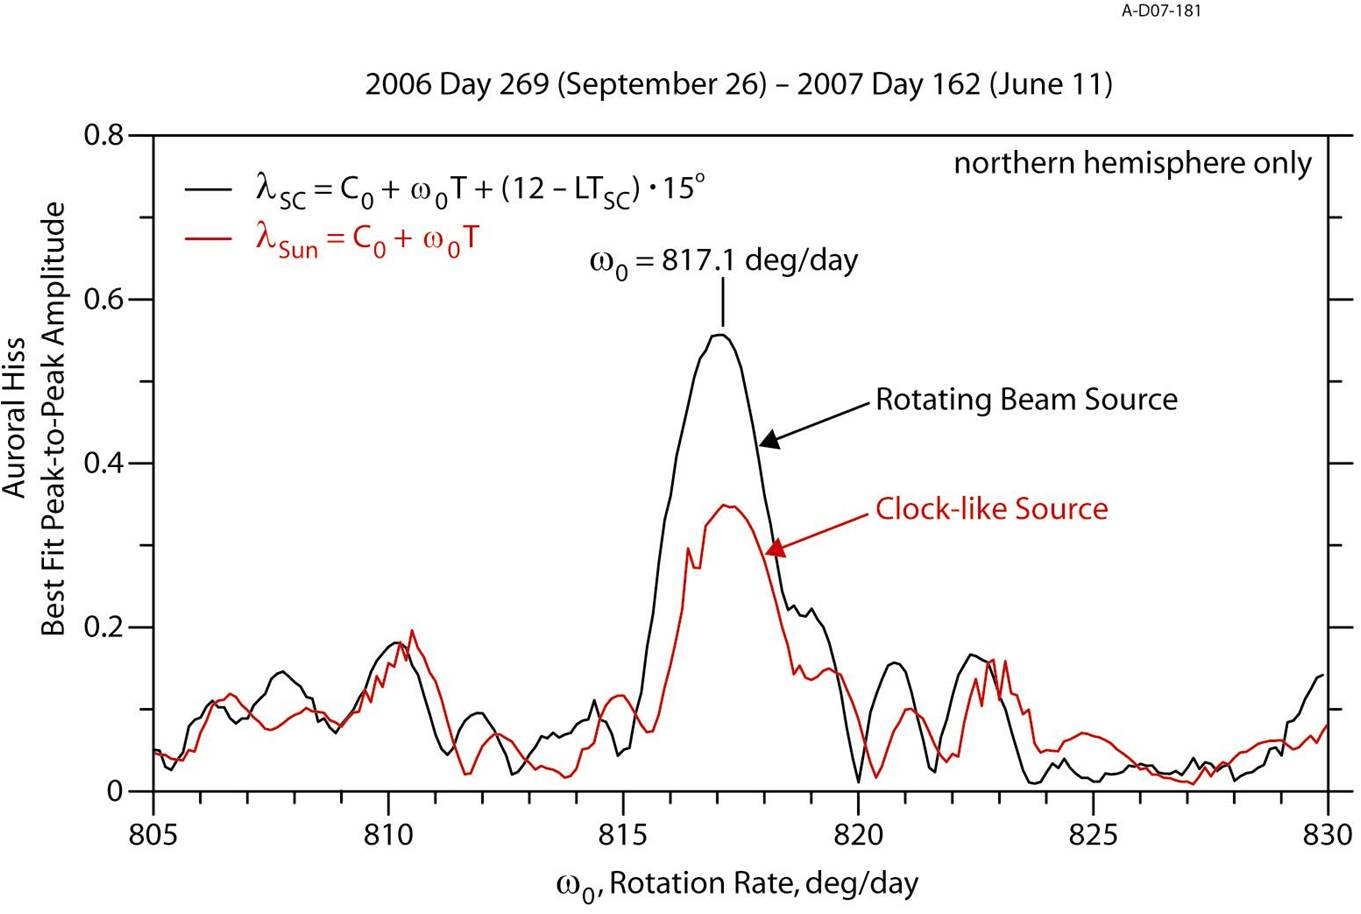 A-D07-181
2006 Day 269 (September 26) – 2007 Day 162 (June 11)
northern hemisphere only
λSC = C0 + ω0T + (12 – LTSC) • 15°
λSun = C0 + ω0T
ω0 = 817.1 deg/day
Rotating Beam Source
Clock-like Source
Auroral Hiss
Best Fit Peak-to-Peak Amplitude
0.8
0.6
0.4
0.2
0
805 810 815 820 825 830
ω0, Rotation Rate, deg/day